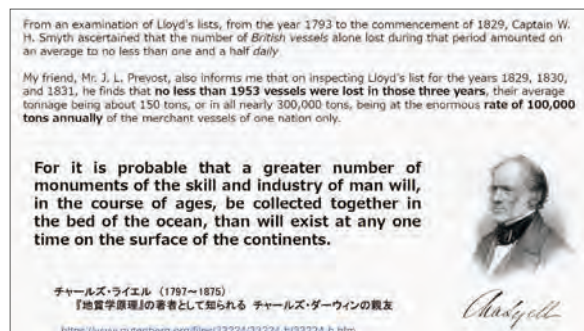 From an examination of Lloyd's lists, from the year 1793 to the commencement of 1829, Captain W.
H. Smyth ascertained that the number of British vessels alone lost during that period amounted on
an average to no less than one and a half daily
My friend, Mr. J. L. Prevost, also informs me that on inspecting Lloyd's list for the years 1829, 1830,
and 1831, he finds that no less than 1953 vessels were lost in those three years, their average
tonnage being about 150 tons, or in all nearly 300,000 tons, being at the enormous rate of 100,000
tons annually of the merchant vessels of one nation only.
For it is probable that a greater number of
monuments of the skill and industry of man will,
in the course of ages, be collected together in
the bed of the ocean, than will exist at any one
time on the surface of the continents.
チャールズ・ライエル （1797~1875）
『地質学原理』の著者として知られる チャールズ・ダーウィンの親友
Cha Lyell